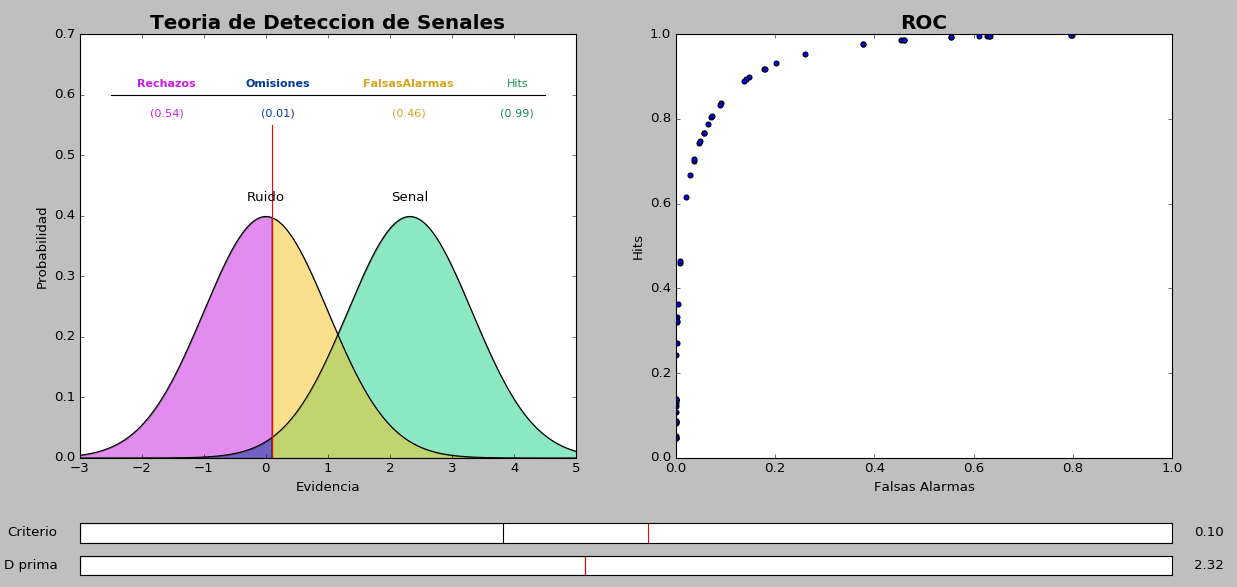 Teoria de Deteccion de Senales
0.7
0.6
0.5
0.4
0.3
0.2
0.1
0.0
Probabilidad
Rechazos Omisiones FalsasAlarmas Hits
(0.54) (0.01) (0.46) (0.99)
Ruido Senal
−3 −2 −1 0 1 2 3 4 5
Evidencia
ROC
1.0
0.8
0.6
0.4
0.2
0.0
Hits
0.0 0.2 0.4 0.6 0.8 1.0
Falsas Alarmas
Criterio 0.10
D prima 2.32